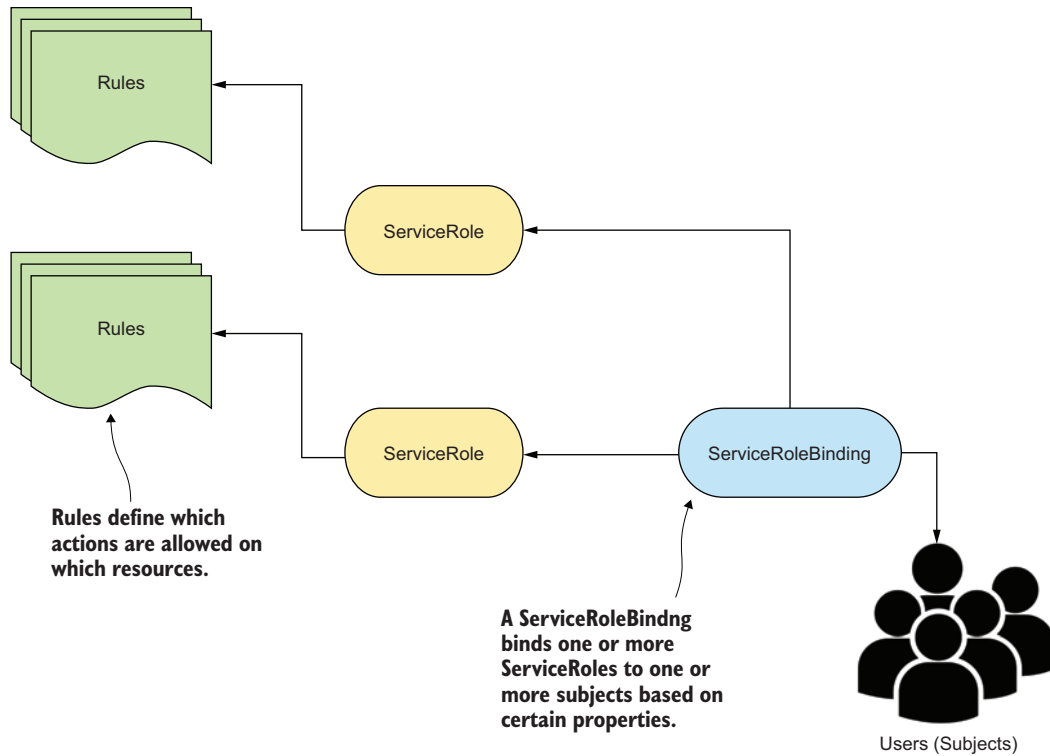 Rules
ServiceRole
Rules
ServiceRole
ServiceRoleBinding
Rules define which
actions are allowed on
which resources.
A ServiceRoleBindng
binds one or more
ServiceRoles to one or
more subjects based on
certain properties.
Users (Subjects)